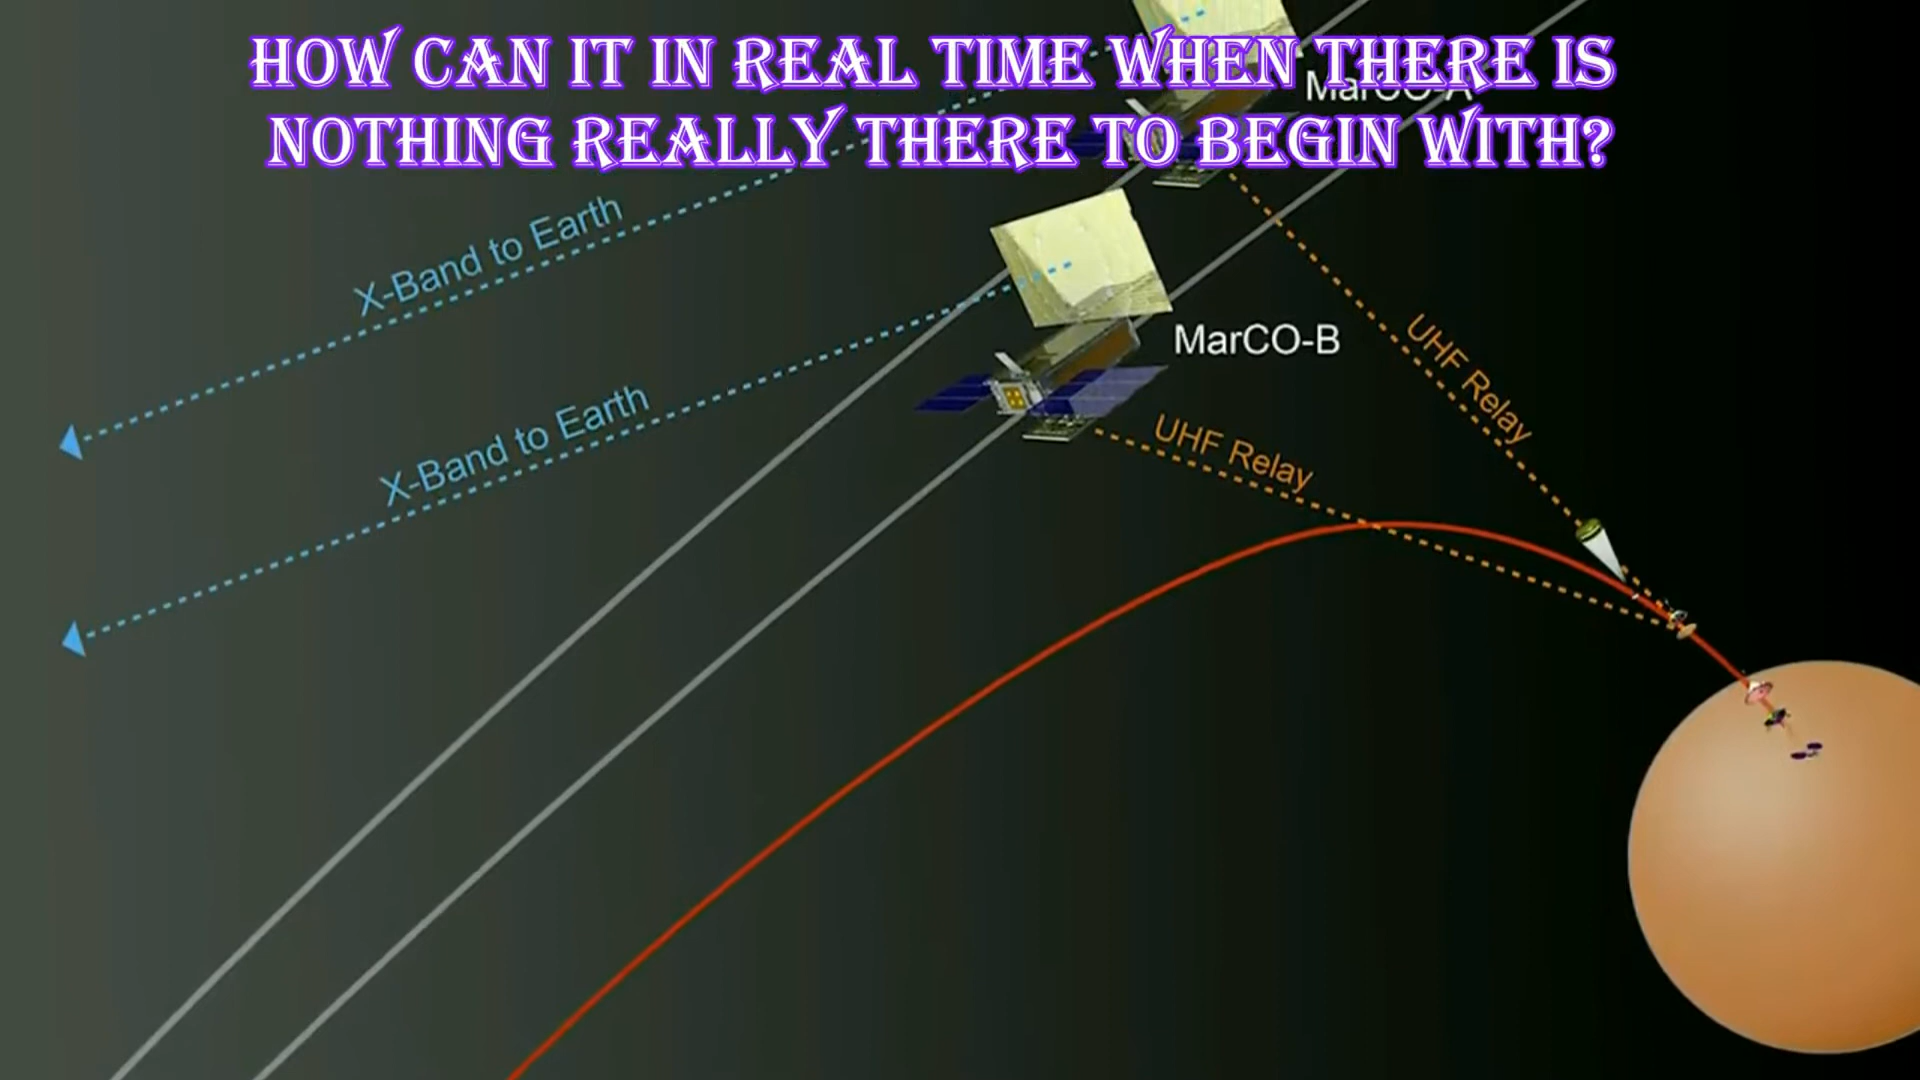 HOW CAN IT IN REAL TIME WHEN THERE IS
NOTHING REALLY THERE TO BEGIN WITH?
MarCO-A
X-Band to Earth
MarCO-B
UHF Relay
X-Band to Earth
UHF Relay